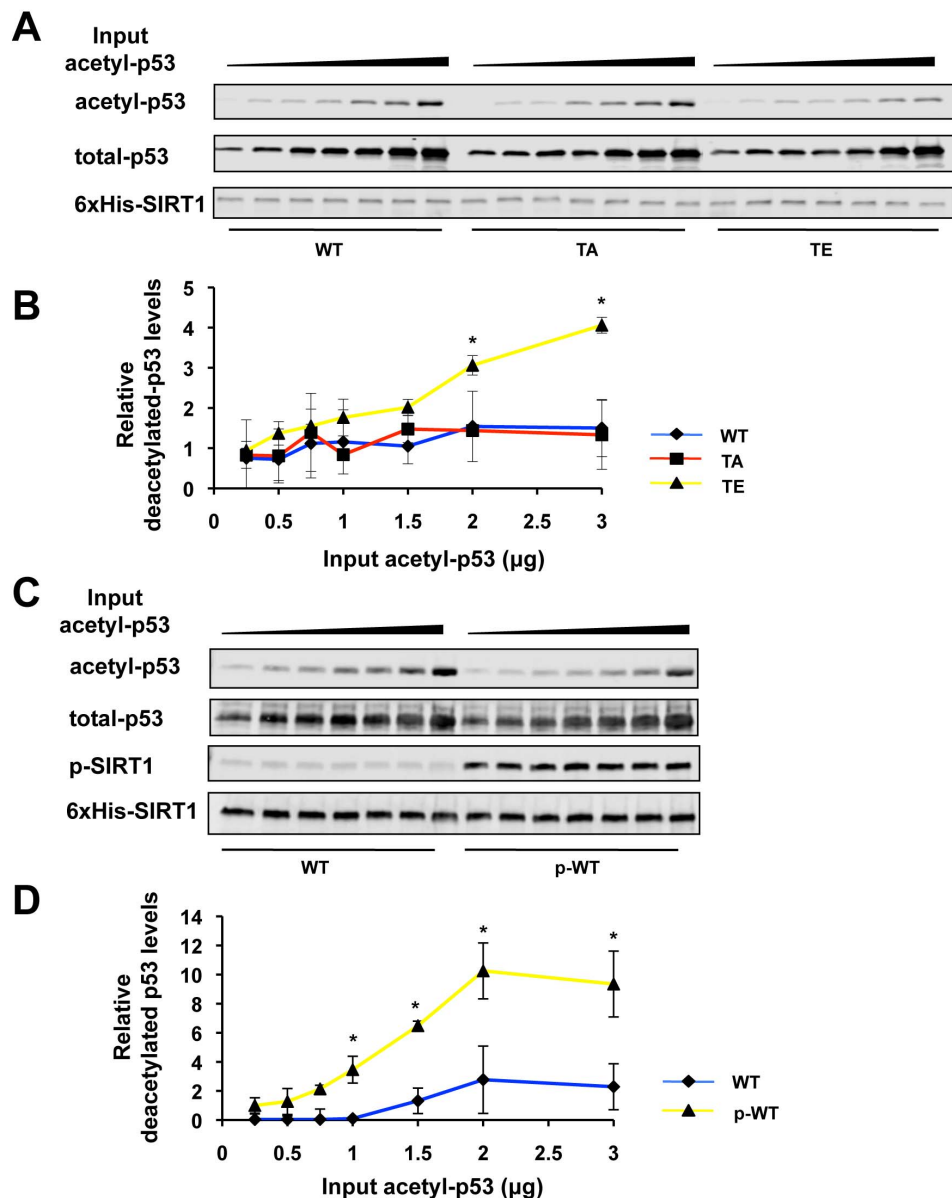 A
Input
acetyl-p53
acetyl-p53
total-p53
6xHis-SIRT1
WT TA TE
B
Relative
deacetylated-p53 levels
5
4
3
2
1
0
* *
0 0.5 1 1.5 2 2.5 3
Input acetyl-p53 (µg)
WT
TA
TE
C
Input
acetyl-p53
acetyl-p53
total-p53
p-SIRT1
6xHis-SIRT1
WT p-WT
D
Relative
deacetylated p53 levels
14
12
10
8
6
4
2
0
* * * *
0 0.5 1 1.5 2 2.5 3
Input acetyl-p53 (µg)
WT
p-WT